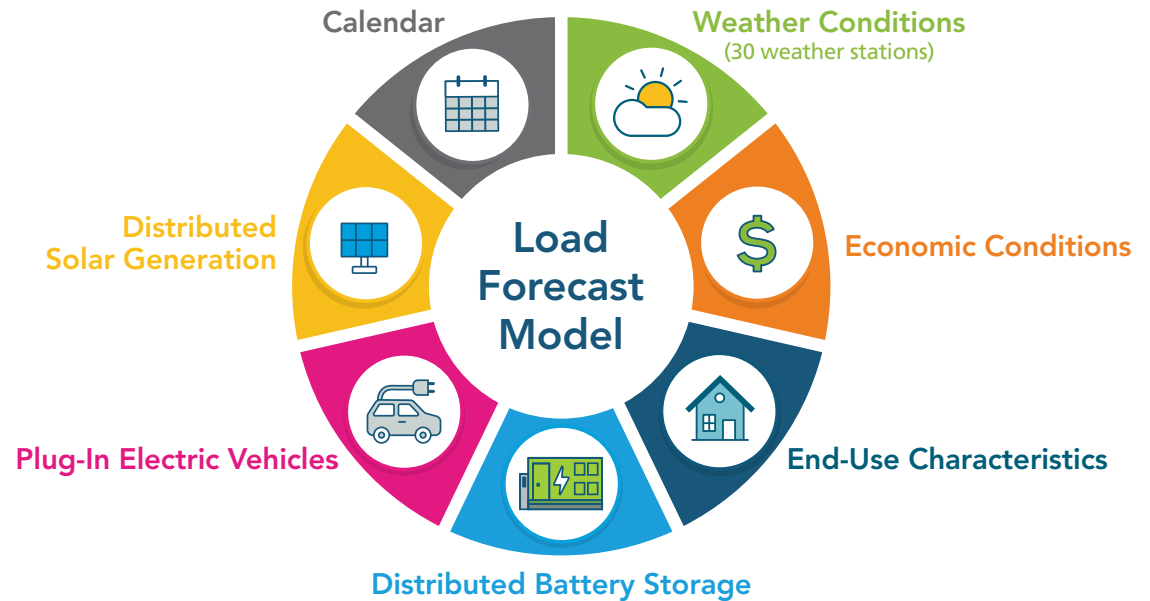 Calendar
Weather Conditions
(30 weather stations)
Distributed
Solar Generation
Load
Forecast
Model
Economic Conditions
Plug-In Electric Vehicles
End-Use Characteristics
Distributed Battery Storage